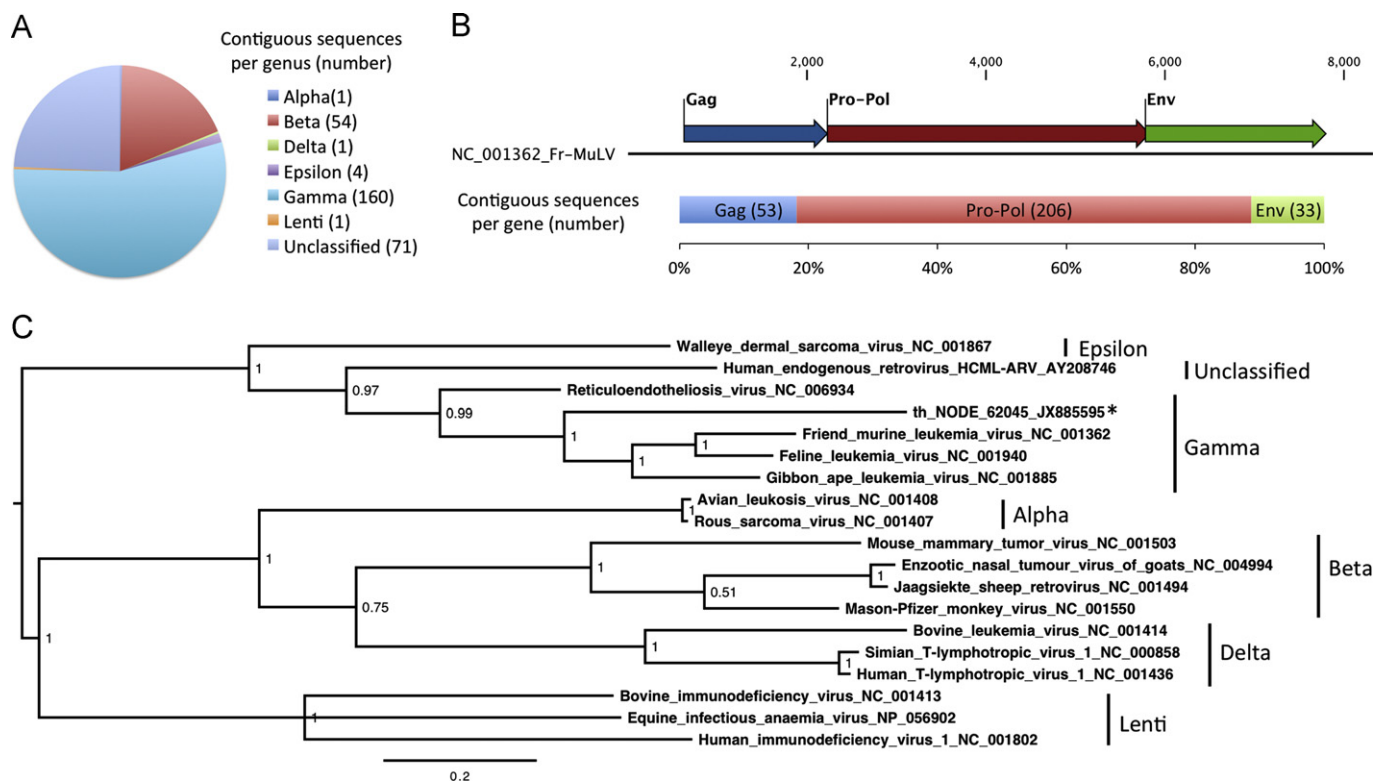 A
Contiguous sequences
per genus (number)
Alpha(1)
Beta (54)
Delta (1)
Epsilon (4)
Gamma (160)
Lenti (1)
Unclassified (71)
B
2,000
4,000
6,000
8,000
Gag
Pro-Pol
Env
NC_001362_Fr-MuLV
Contiguous sequences
per gene (number)
Gag (53)
Pro-Pol (206)
Env (33)
0%
20%
40%
60%
80%
100%
C
Walleye_dermal_sarcoma_virus_NC_001867
Epsilon
1
Human_endogenous_retrovirus_HCML-ARV_AY208746
Unclassified
0.97
Reticuloendotheliosis_virus_NC_006934
0.99
th_NODE_62045_JX885595*
1
Friend_murine_leukemia_virus_NC_001362
1
Feline_leukemia_virus_NC_001940
Gamma
1
Gibbon_ape_leukemia_virus_NC_001885
Avian_leukosis_virus_NC_001408
1
Alpha
Rous_sarcoma_virus_NC_001407
1
Mouse_mammary_tumor_virus_NC_001503
1
Enzootic_nasal_tumour_virus_of_goats_NC_004994
1
Beta
Jaagsiekte_sheep_retrovirus_NC_001494
0.51
0.75
Mason-Pfizer_monkey_virus_NC_001550
Bovine_leukemia_virus_NC_001414
1
1
Simian_T-lymphotropic_virus_1_NC_000858
1
Delta
Human_T-lymphotropic_virus_1_NC_001436
Bovine_immunodeficiency_virus_NC_001413
1
Equine_infectious_anaemia_virus_NP_056902
Lenti
Human_immunodeficiency_virus_1_NC_001802
0.2